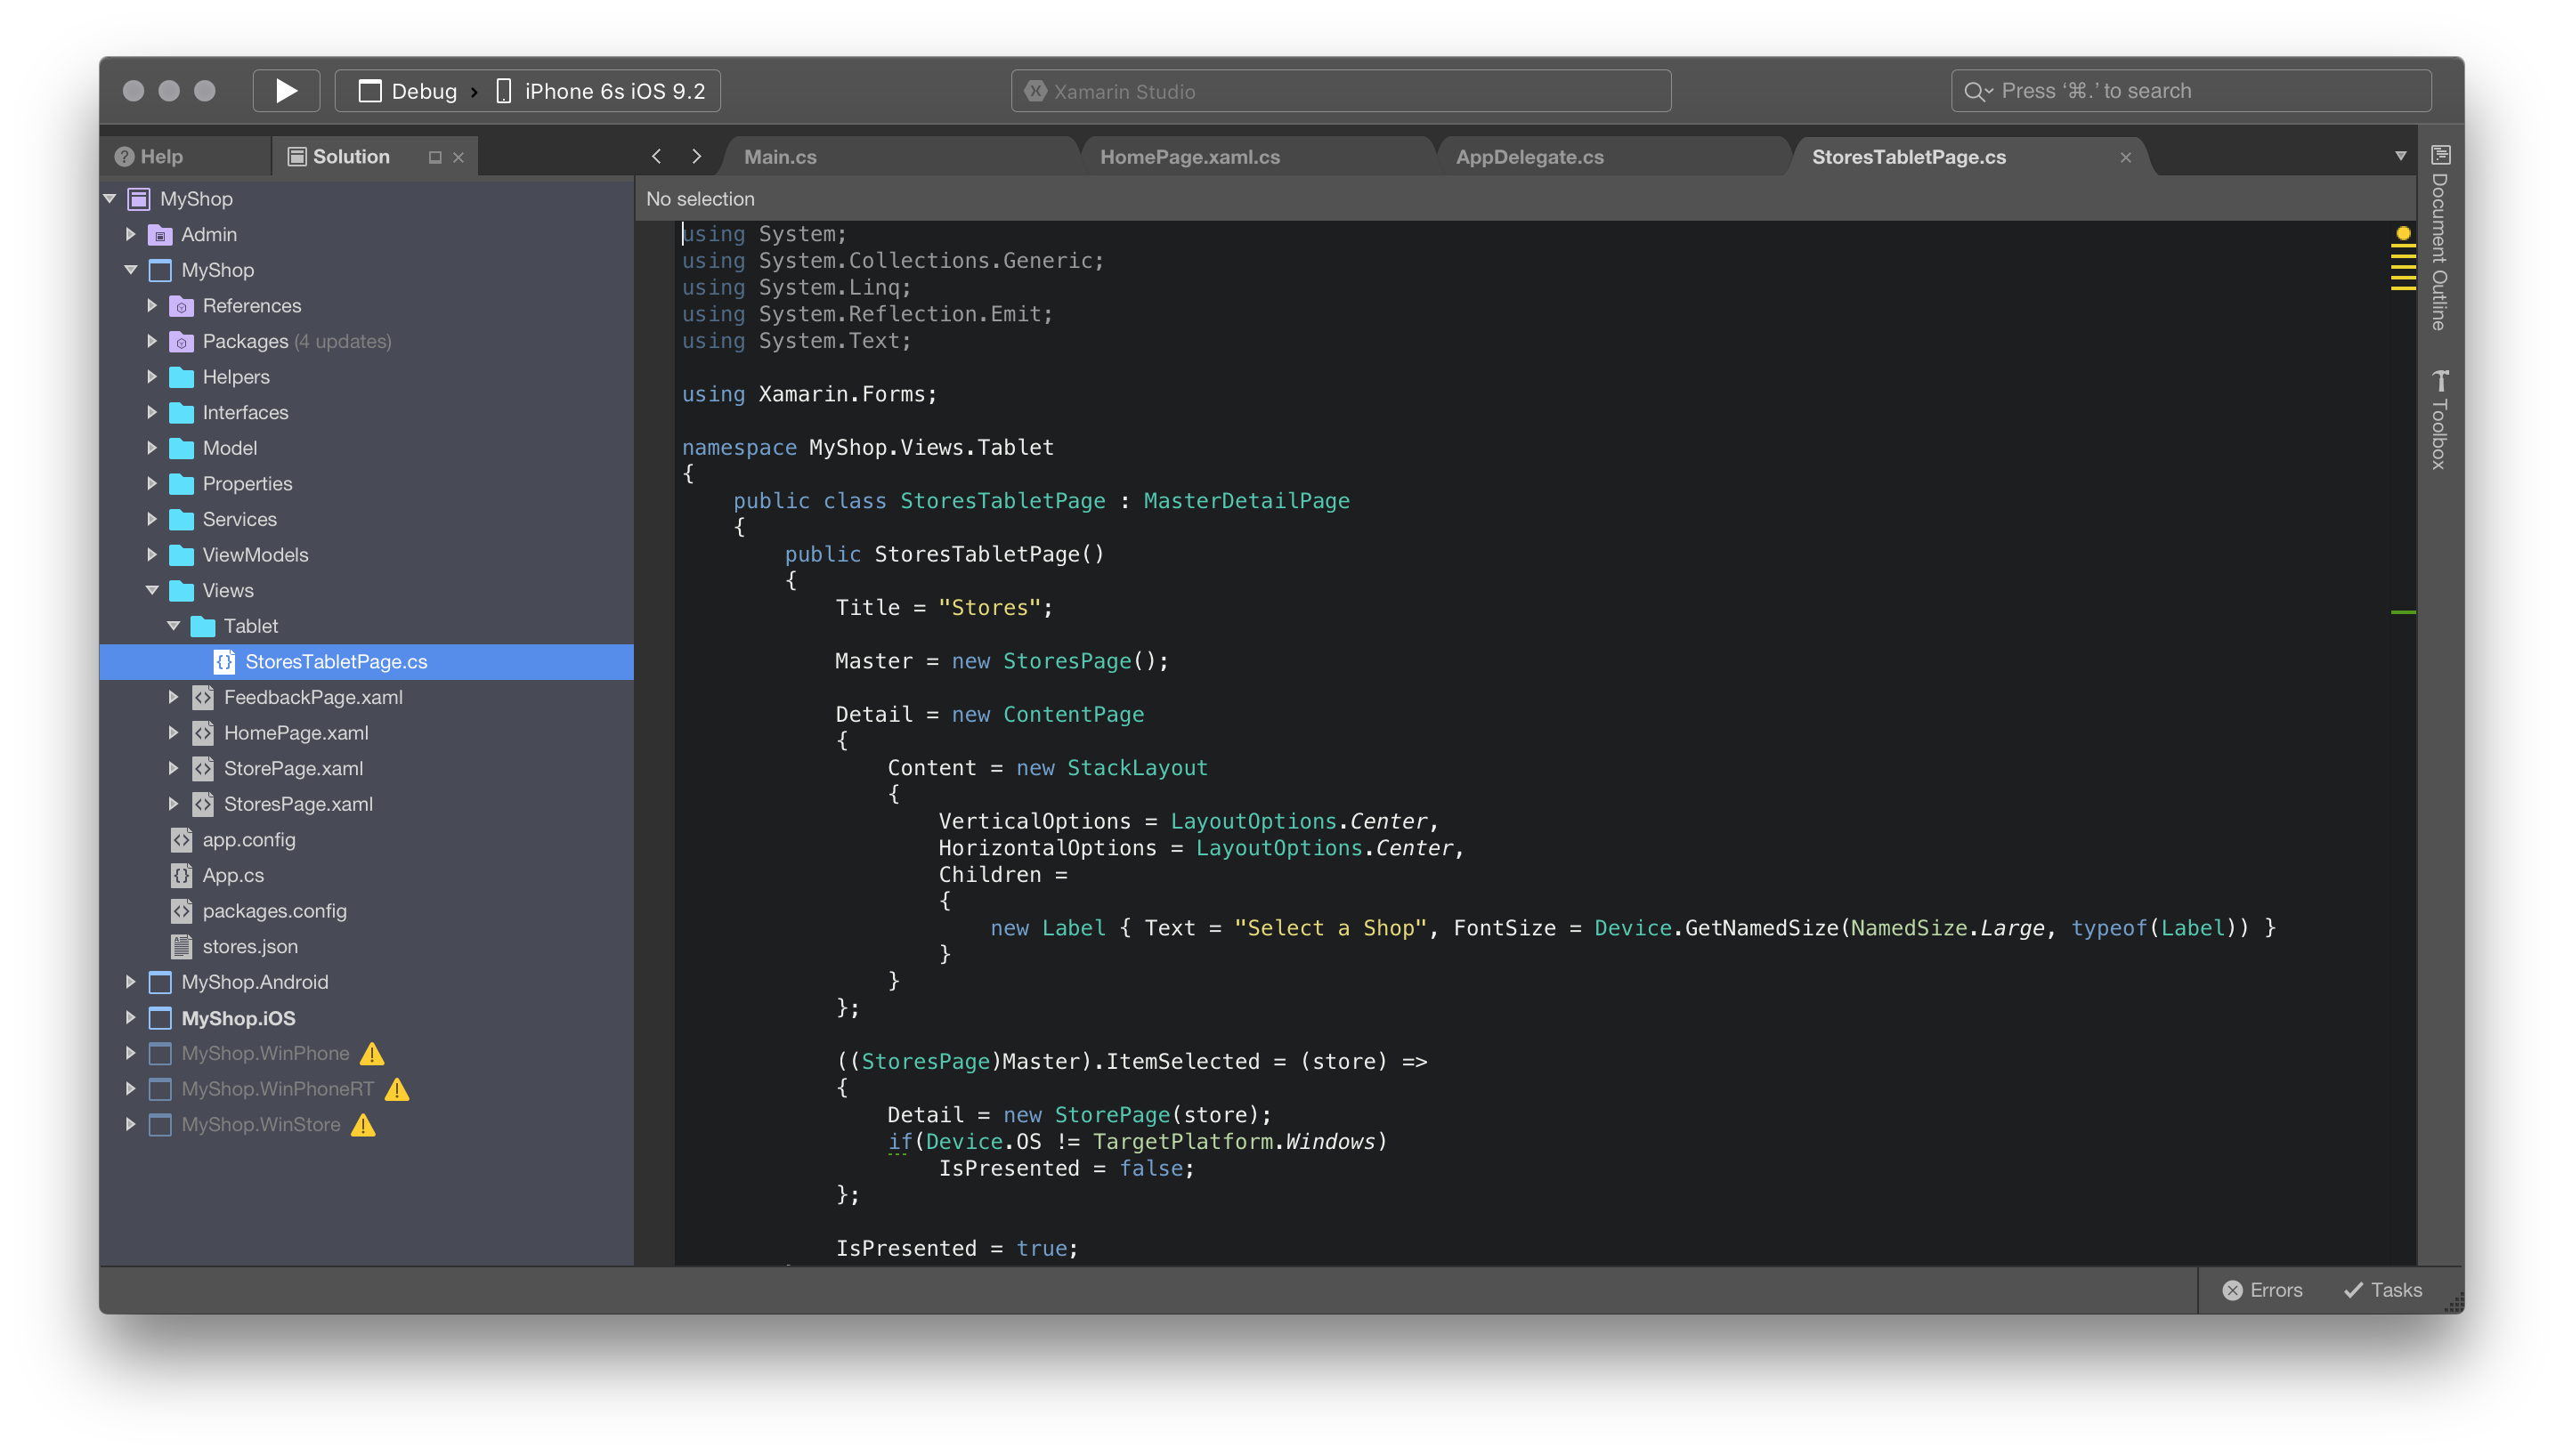 Debug › iPhone 6s iOS 9.2
Xamarin Studio
Press ‘⌘.’ to search
Help
Solution
Main.cs
HomePage.xaml.cs
AppDelegate.cs
StoresTabletPage.cs
MyShop
Admin
MyShop
References
Packages (4 updates)
Helpers
Interfaces
Model
Properties
Services
ViewModels
Views
Tablet
StoresTabletPage.cs
FeedbackPage.xaml
HomePage.xaml
StorePage.xaml
StoresPage.xaml
app.config
App.cs
packages.config
stores.json
MyShop.Android
MyShop.iOS
MyShop.WinPhone
MyShop.WinPhoneRT
MyShop.WinStore
No selection
using System;
using System.Collections.Generic;
using System.Linq;
using System.Reflection.Emit;
using System.Text;
using Xamarin.Forms;
namespace MyShop.Views.Tablet
{
public class StoresTabletPage : MasterDetailPage
{
public StoresTabletPage()
{
Title = "Stores";
Master = new StoresPage();
Detail = new ContentPage
{
Content = new StackLayout
{
VerticalOptions = LayoutOptions.Center,
HorizontalOptions = LayoutOptions.Center,
Children =
{
new Label { Text = "Select a Shop", FontSize = Device.GetNamedSize(NamedSize.Large, typeof(Label)) }
}
}
};
((StoresPage)Master).ItemSelected = (store) =>
{
Detail = new StorePage(store);
if(Device.OS != TargetPlatform.Windows)
IsPresented = false;
};
IsPresented = true;
Document Outline
Toolbox
Errors
Tasks